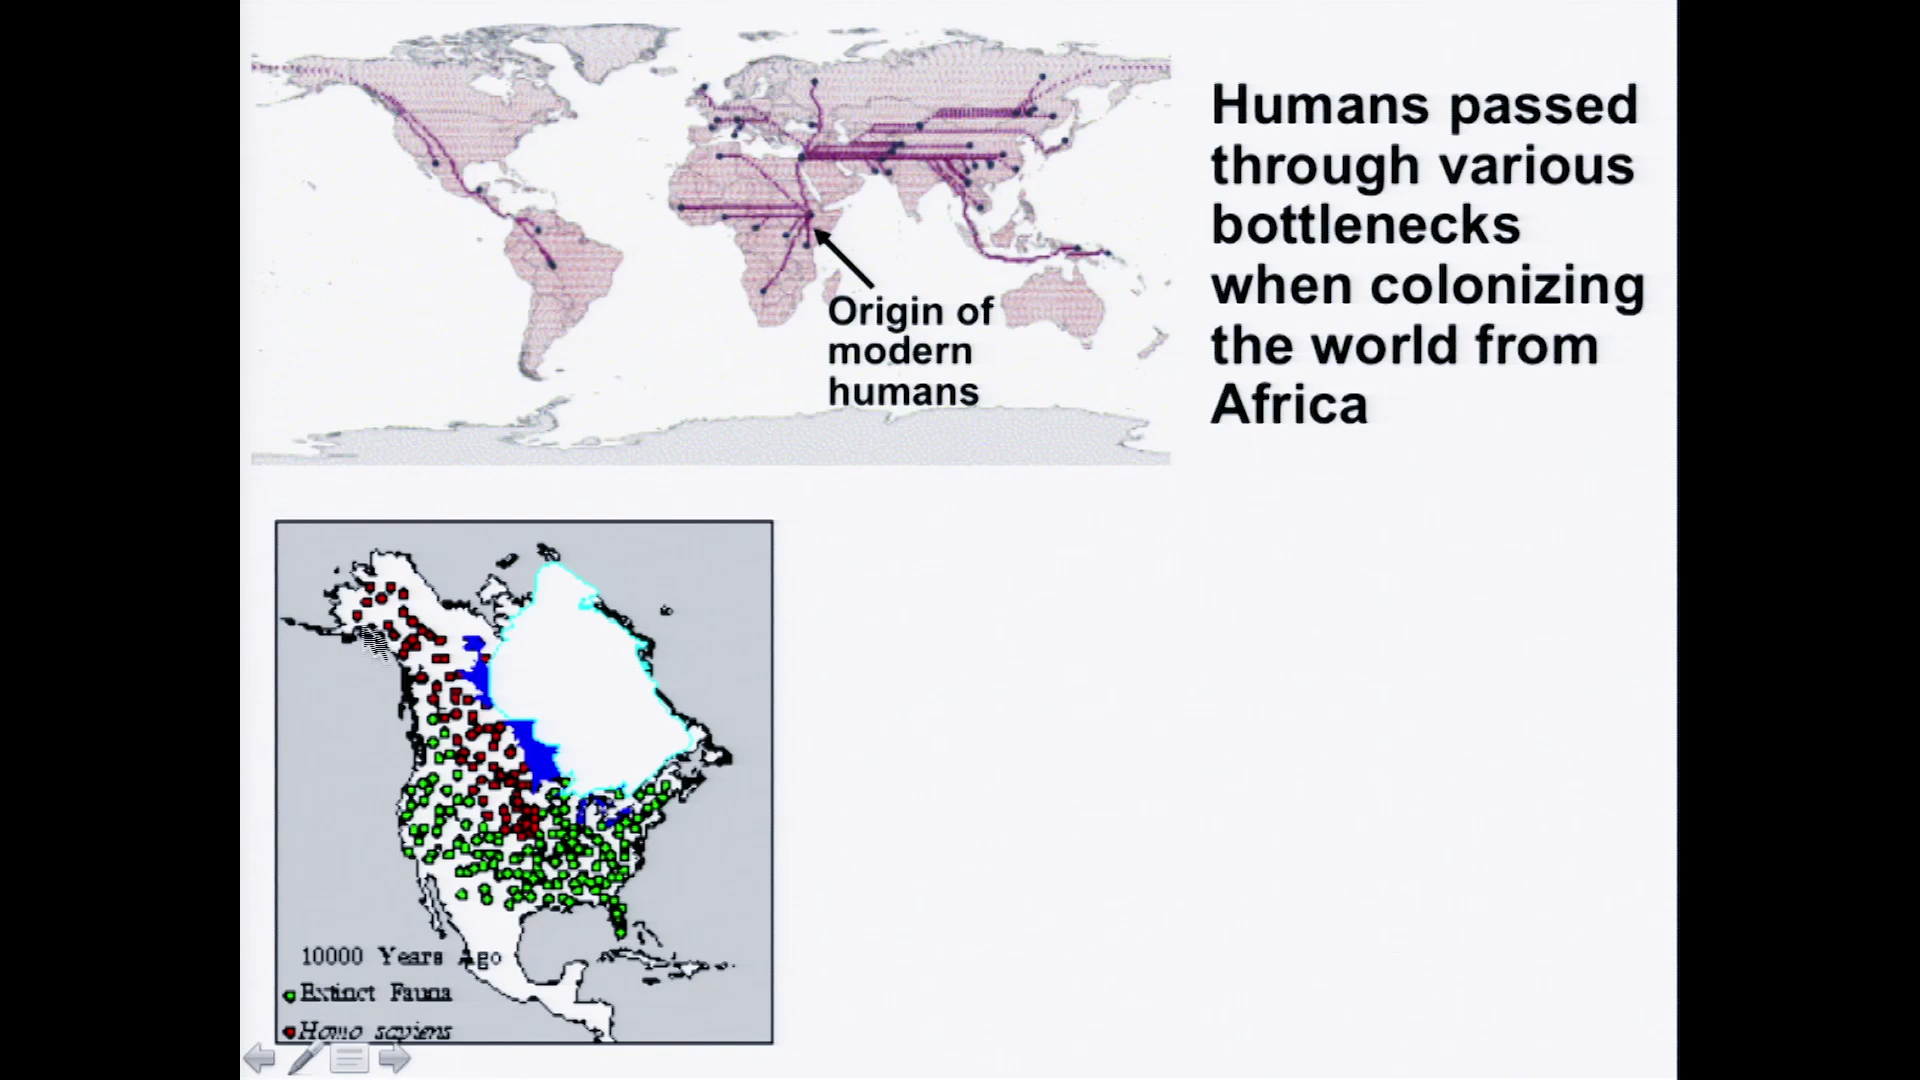 Humans passed
through various
bottlenecks
when colonizing
the world from
Africa
Origin of
modern
humans
10000 Years Ago
Extinct Fauna
Homo sapiens